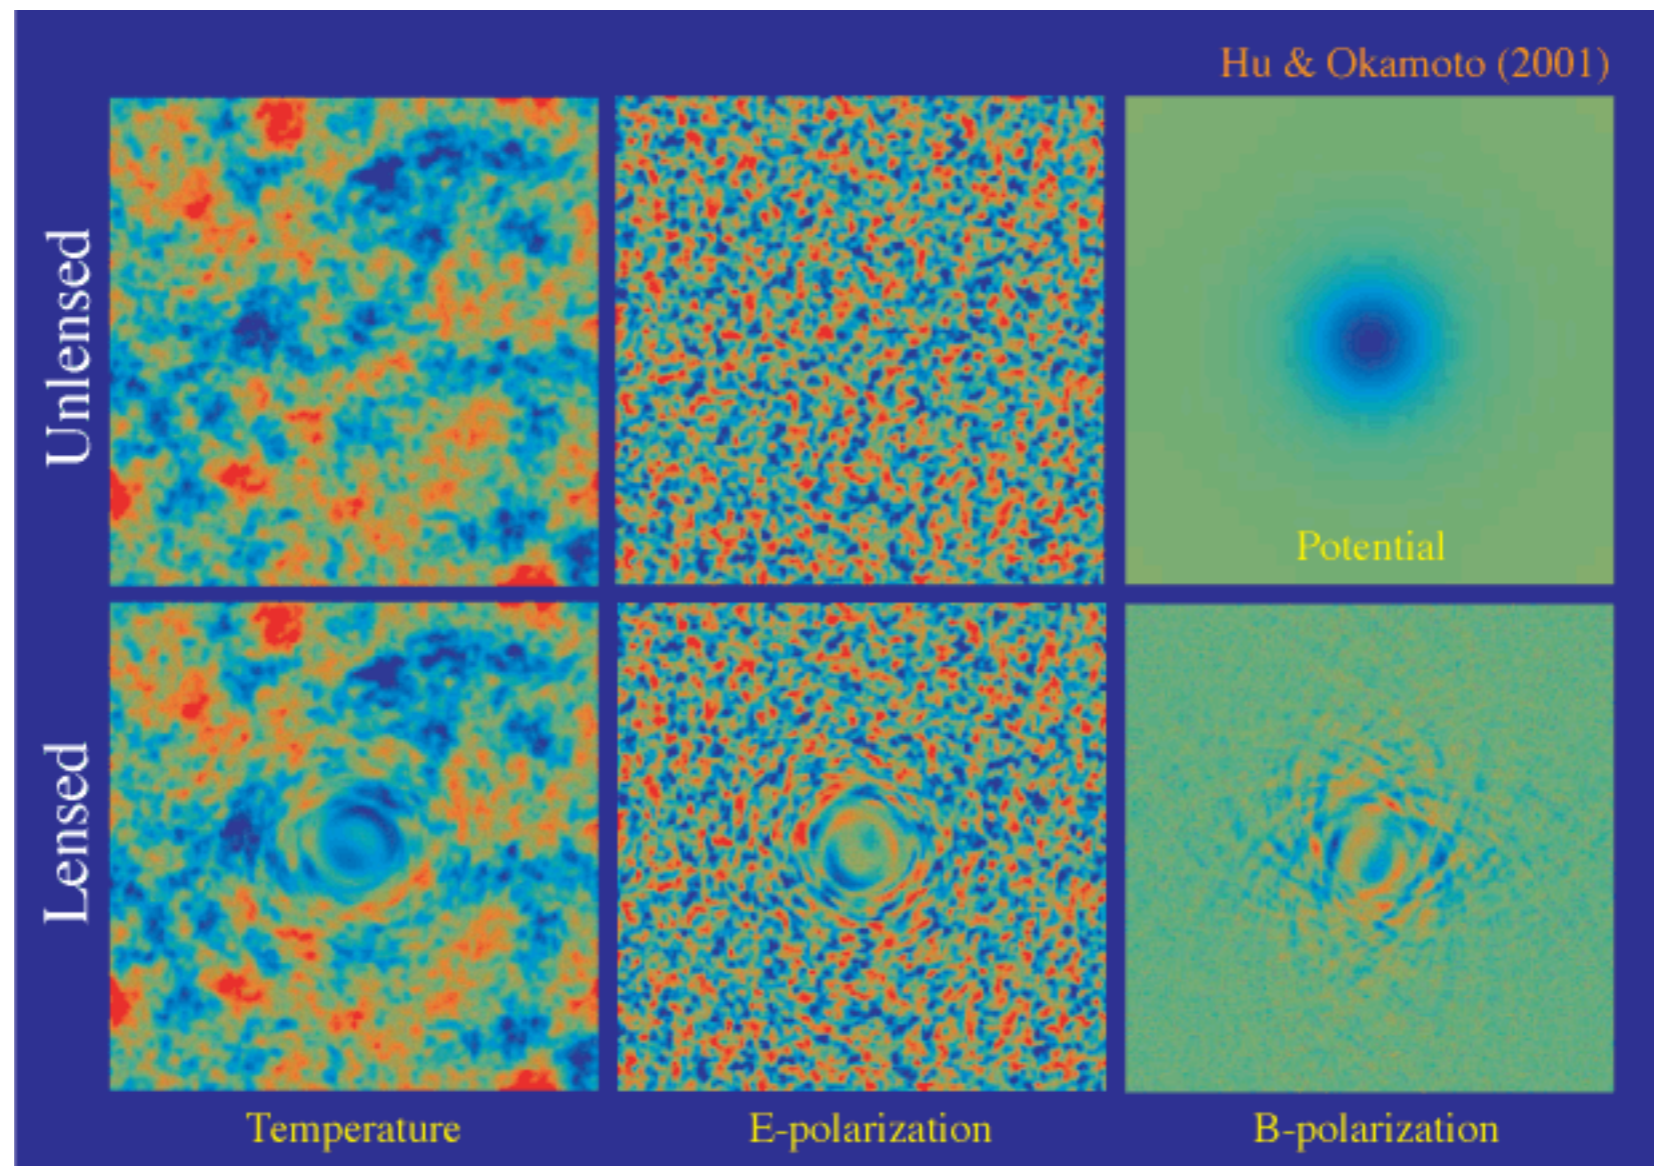 Hu & Okamoto (2001)
Unlensed
Potential
Lensed
Temperature
E-polarization
B-polarization